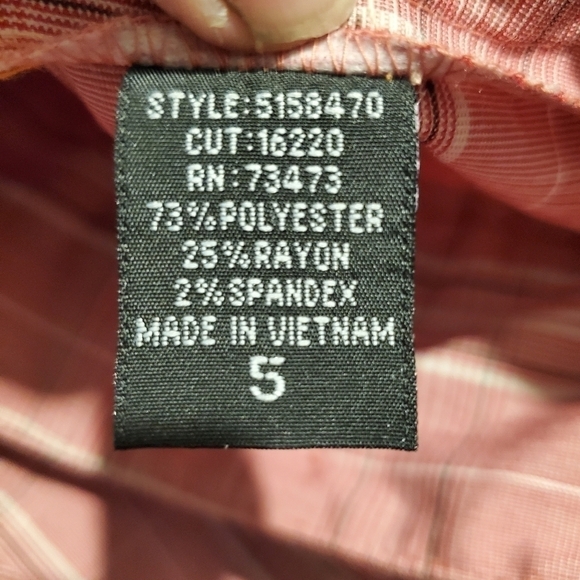 STYLE:5158470
CUT:16220
RN:73473
73%POLYESTER
25%RAYON
2%SPANDEX
MADE IN VIETNAM
5